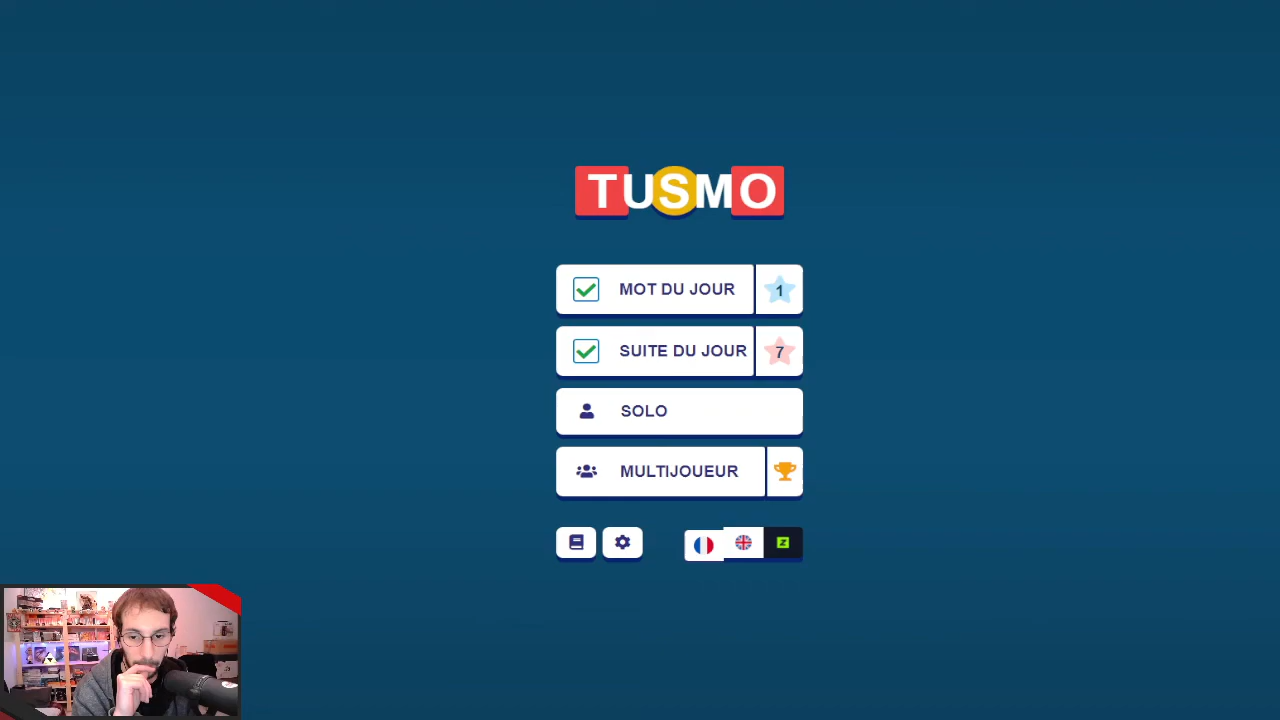 TUSMO
MOT DU JOUR 1
SUITE DU JOUR 7
SOLO
MULTIJOUEUR
Z